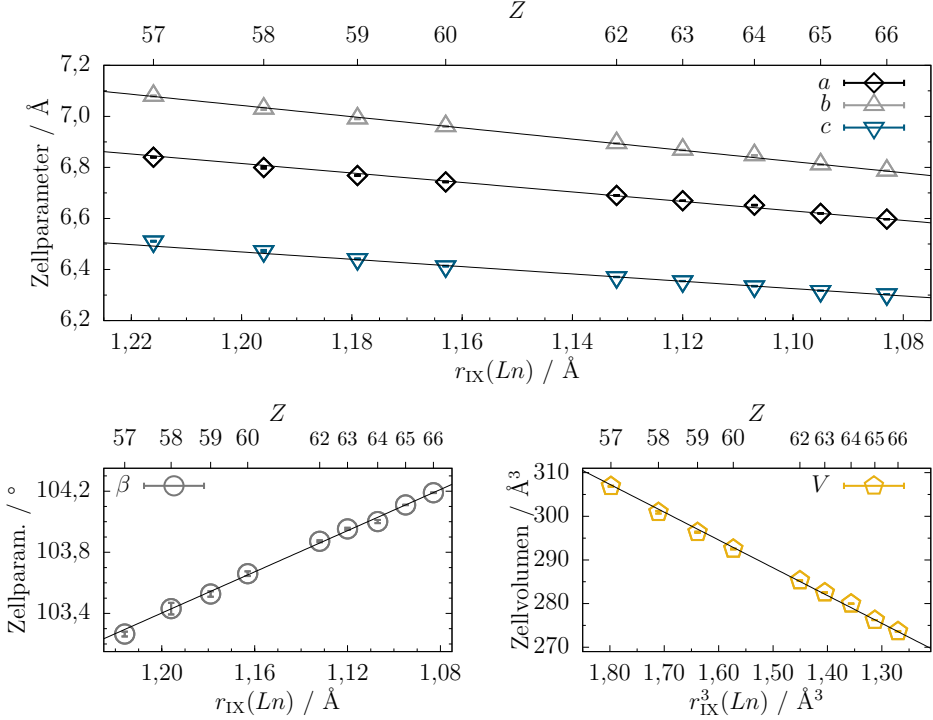 Z
57 58 59 60 62 63 64 65 66
7,2
7,0
6,8
6,6
6,4
6,2
Zellparameter / Å
a
b
c
1,22 1,20 1,18 1,16 1,14 1,12 1,10 1,08
r_IX(Ln) / Å
Z
57 58 59 60 62 63 64 65 66
104,2
103,8
103,4
Zellparam. / °
β
1,20 1,16 1,12 1,08
r_IX(Ln) / Å
Z
57 58 59 60 62 63 64 65 66
310
300
290
280
270
Zellvolumen / Å³
V
1,80 1,70 1,60 1,50 1,40 1,30
r³_IX(Ln) / Å³